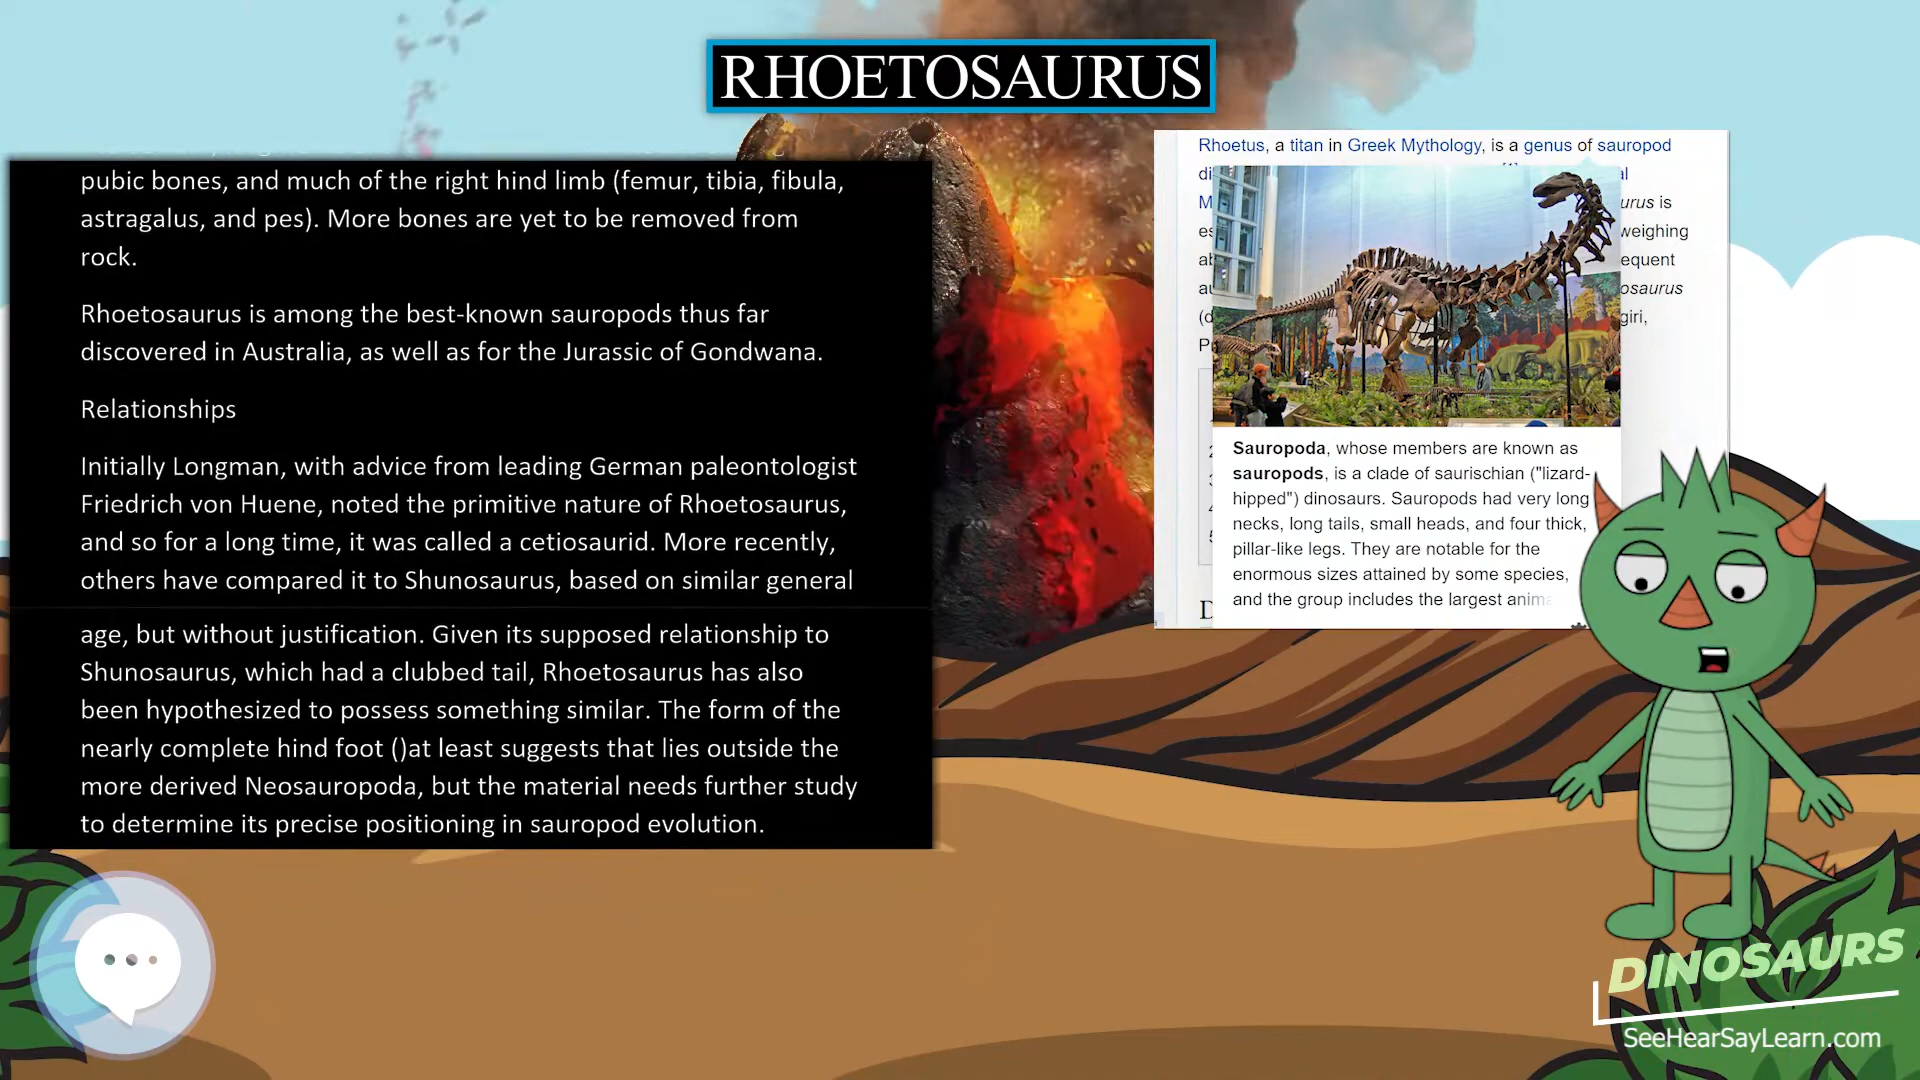 RHOETOSAURUS
pubic bones, and much of the right hind limb (femur, tibia, fibula,
astragalus, and pes). More bones are yet to be removed from
rock.
Rhoetosaurus is among the best-known sauropods thus far
discovered in Australia, as well as for the Jurassic of Gondwana.
Relationships
Initially Longman, with advice from leading German paleontologist
Friedrich von Huene, noted the primitive nature of Rhoetosaurus,
and so for a long time, it was called a cetiosaurid. More recently,
others have compared it to Shunosaurus, based on similar general
age, but without justification. Given its supposed relationship to
Shunosaurus, which had a clubbed tail, Rhoetosaurus has also
been hypothesized to possess something similar. The form of the
nearly complete hind foot ()at least suggests that lies outside the
more derived Neosauropoda, but the material needs further study
to determine its precise positioning in sauropod evolution.
Rhoetus, a titan in Greek Mythology, is a genus of sauropod
is
weighing
Sauropoda, whose members are known as
sauropods, is a clade of saurischian ("lizard-
hipped") dinosaurs. Sauropods had very long
necks, long tails, small heads, and four thick,
pillar-like legs. They are notable for the
enormous sizes attained by some species,
and the group includes the largest
DINOSAURS
SeeHearSayLearn.com